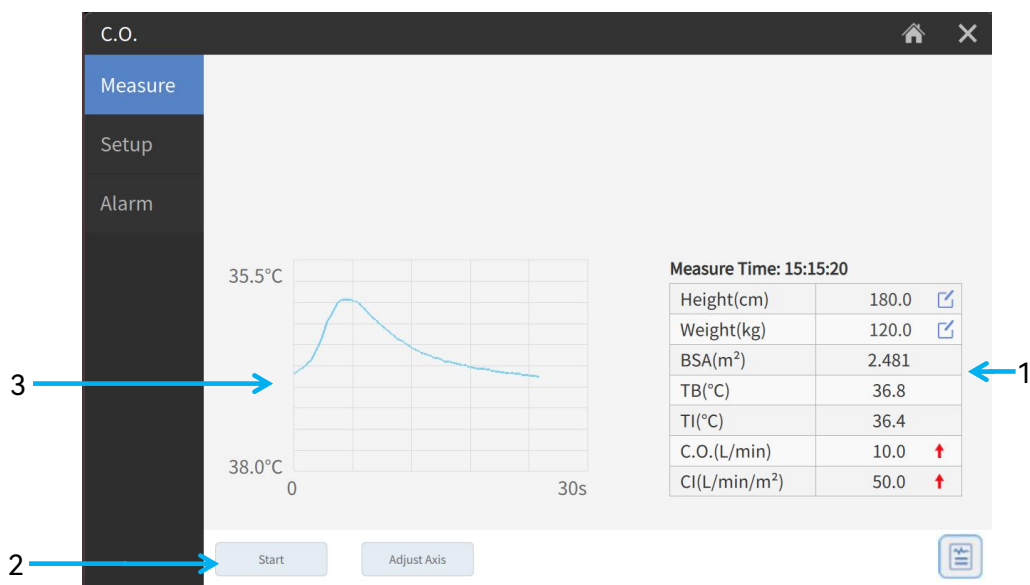 C.O.
Measure
Setup
Alarm
35.5°C
38.0°C
0
30s
Measure Time: 15:15:20
Height(cm) 180.0
Weight(kg) 120.0
BSA(m²) 2.481
TB(°C) 36.8
TI(°C) 36.4
C.O.(L/min) 10.0 ↑
CI(L/min/m²) 50.0 ↑
1
3
2
Start
Adjust Axis